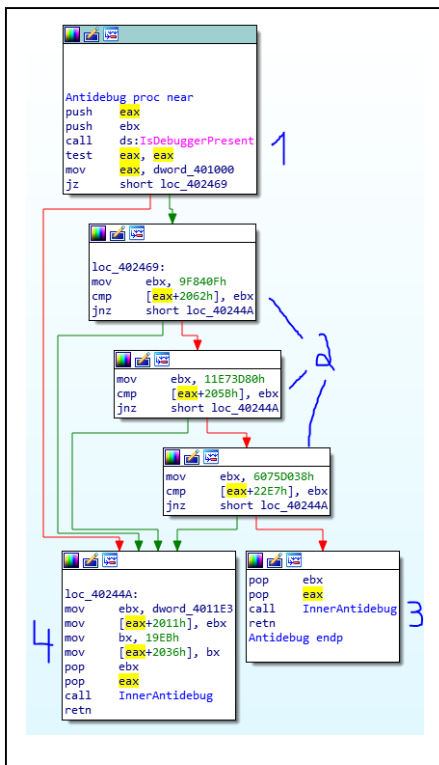 Antidebug proc near
push eax
push ebx
call ds:IsDebuggerPresent
test eax, eax
mov eax, dword_401000
jz short loc_402469
1
loc_402469:
mov ebx, 9F840Fh
cmp [eax+2062h], ebx
jnz short loc_40244A
2
mov ebx, 11E73D80h
cmp [eax+205Bh], ebx
jnz short loc_40244A
mov ebx, 6075D038h
cmp [eax+22E7h], ebx
jnz short loc_40244A
4
loc_40244A:
mov ebx, dword_4011E3
mov [eax+2011h], ebx
mov bx, 19EBh
mov [eax+2036h], bx
pop ebx
pop eax
call InnerAntidebug
retn
pop ebx
pop eax
call InnerAntidebug
retn
Antidebug endp
3